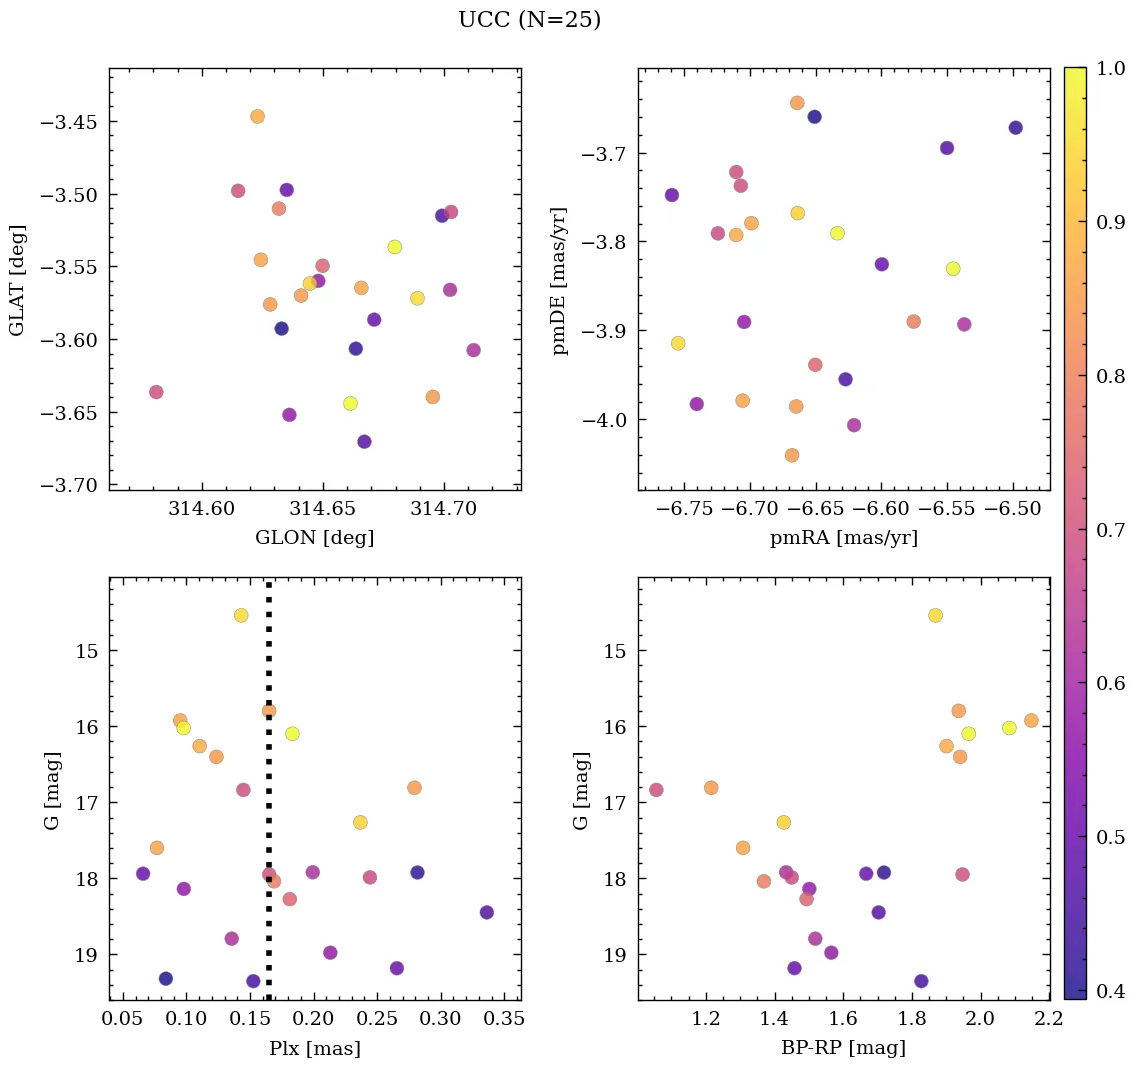 UCC (N=25)
−3.45
−3.50
−3.55
−3.60
−3.65
−3.70
GLAT [deg]
314.60 314.65 314.70
GLON [deg]
−3.7
−3.8
−3.9
−4.0
pmDE [mas/yr]
−6.75 −6.70 −6.65 −6.60 −6.55 −6.50
pmRA [mas/yr]
15
16
17
18
19
G [mag]
0.05 0.10 0.15 0.20 0.25 0.30 0.35
Plx [mas]
15
16
17
18
19
G [mag]
1.2 1.4 1.6 1.8 2.0 2.2
BP-RP [mag]
1.0
0.9
0.8
0.7
0.6
0.5
0.4